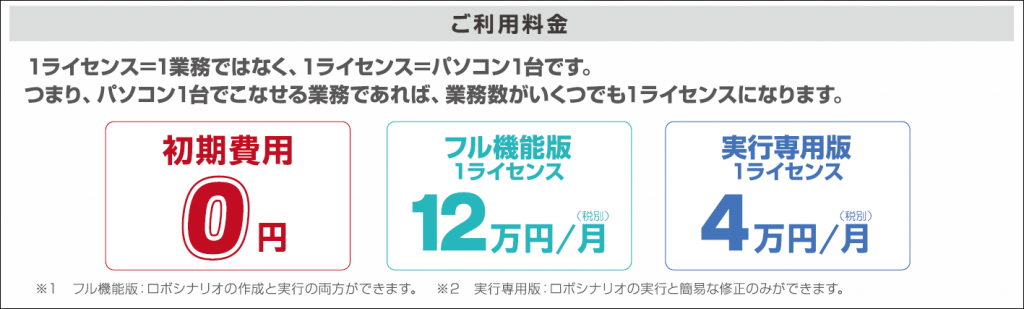 ご利用料金
1ライセンス=1業務ではなく、1ライセンス=パソコン1台です。
つまり、パソコン1台でこなせる業務であれば、業務数がいくつでも1ライセンスになります。
初期費用
0円
フル機能版
1ライセンス
12万円/月
(税別)
実行専用版
1ライセンス
4万円/月
(税別)
※1 フル機能版:ロボシナリオの作成と実行の両方ができます。 ※2 実行専用版:ロボシナリオの実行と簡易な修正のみができます。